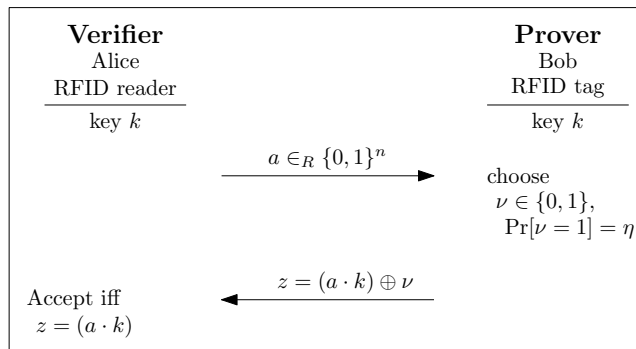 Verifier
Alice
RFID reader
key k
Prover
Bob
RFID tag
key k
a ∈_R {0, 1}^n
choose
ν ∈ {0, 1},
Pr[ν = 1] = η
z = (a · k) ⊕ ν
Accept iff
z = (a · k)